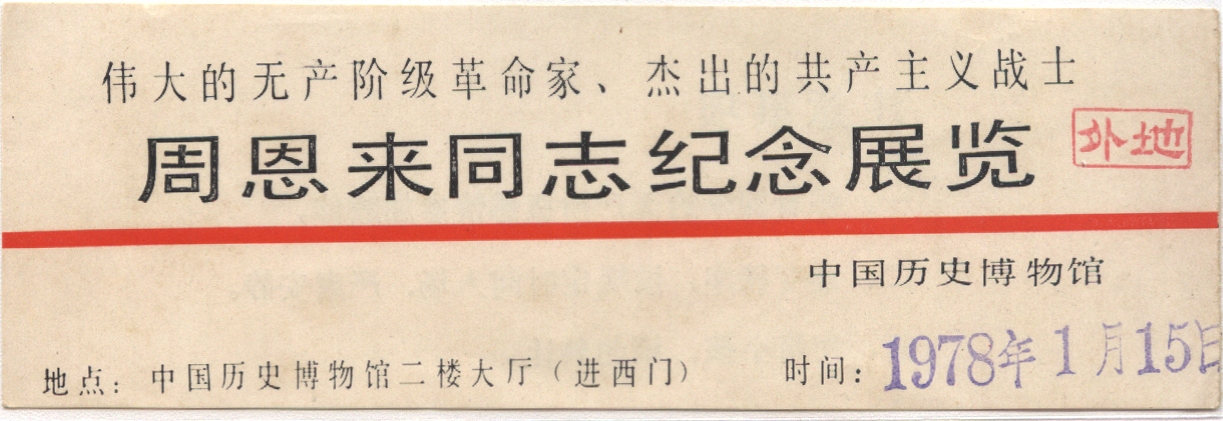 伟大的无产阶级革命家、杰出的共产主义战士
周恩来同志纪念展览
外地
中国历史博物馆
地点：中国历史博物馆二楼大厅（进西门）
时间：1978年1月15日